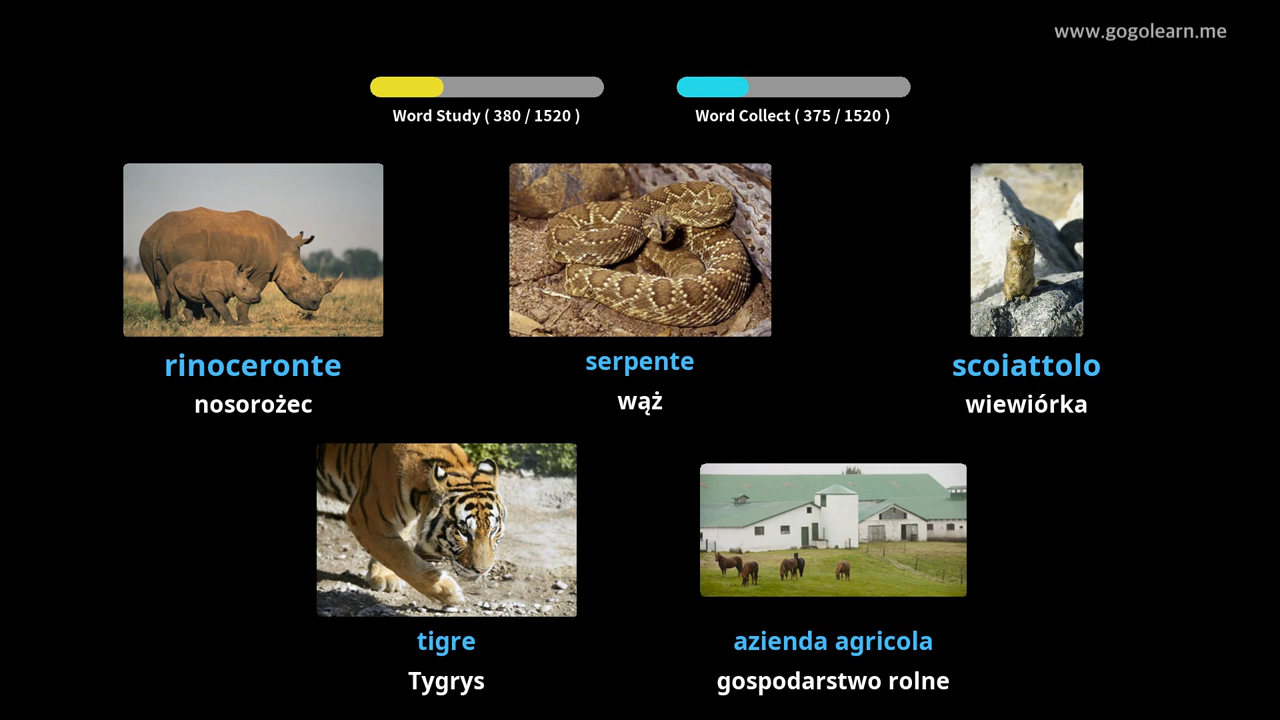 www.gogolearn.me
Word Study ( 380 / 1520 )
Word Collect ( 375 / 1520 )
rinoceronte
nosorożec
serpente
wąż
scoiattolo
wiewiórka
tigre
Tygrys
azienda agricola
gospodarstwo rolne